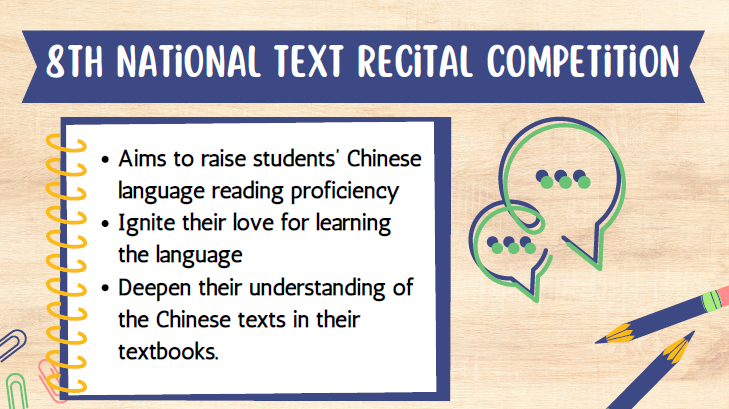 8TH NATIONAL TEXT RECITAL COMPETITION
• Aims to raise students' Chinese
language reading proficiency
• Ignite their love for learning
the language
• Deepen their understanding of
the Chinese texts in their
textbooks.